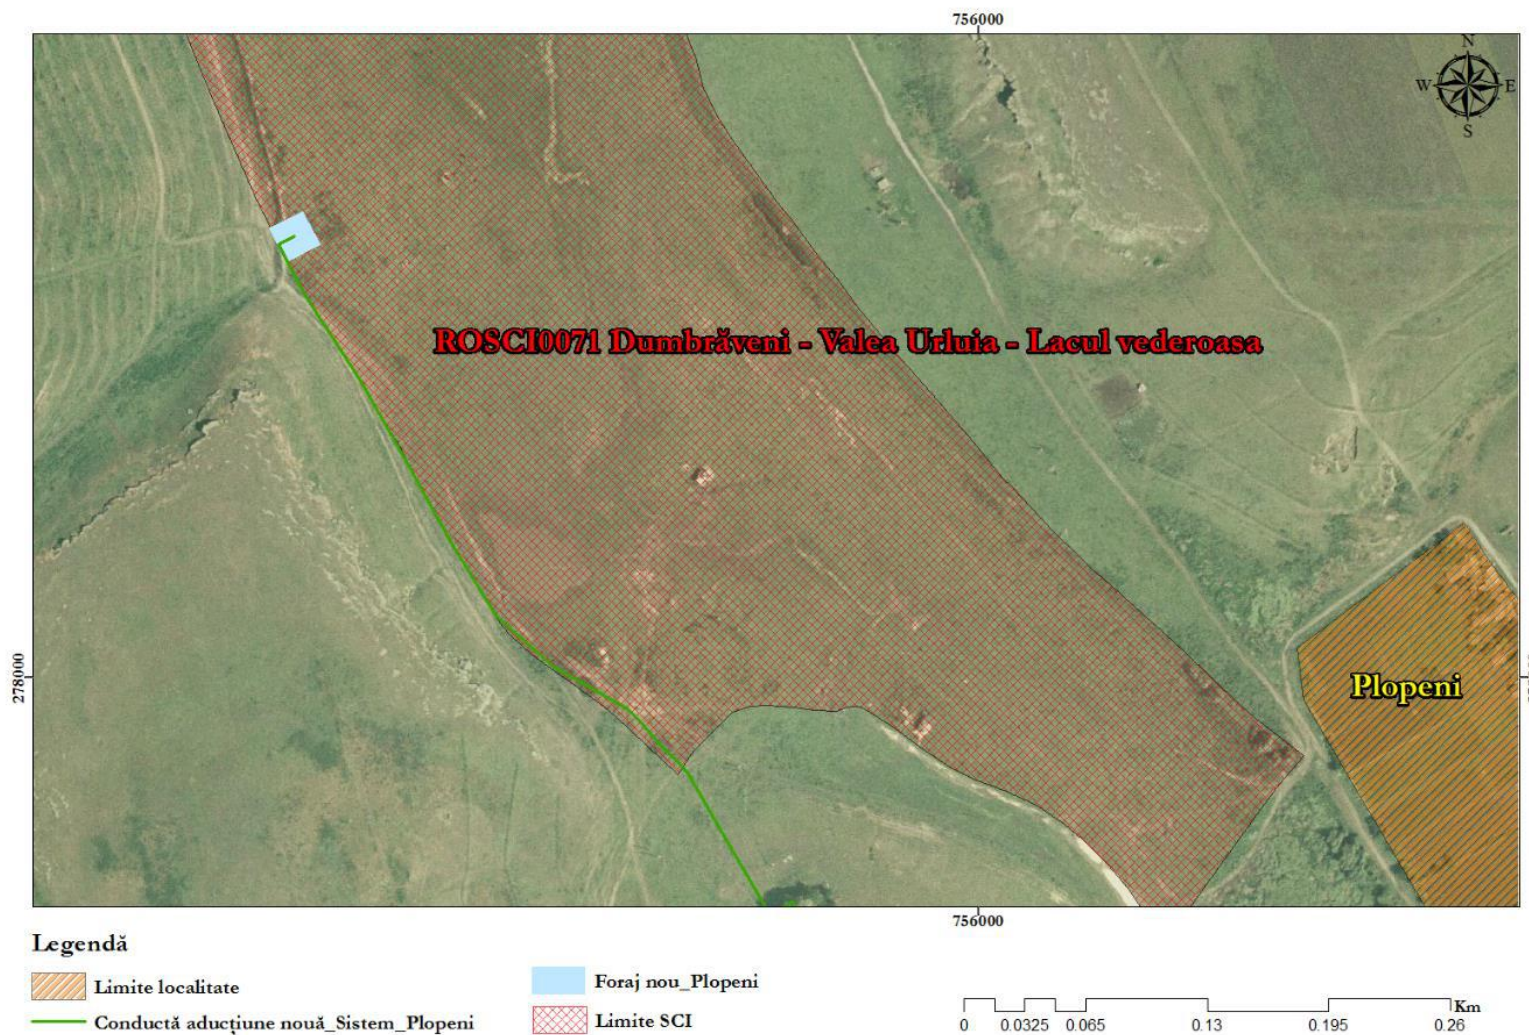 756000
N
W E
S
ROSCI0071 Dumbrăveni - Valea Urluia - Lacul vederoasa
278000
Plopeni
756000
Legendă
Limite localitate
Foraj nou_Plopeni
Conductă aducțiune nouă_Sistem_Plopeni
Limite SCI
Km
0 0.0325 0.065 0.13 0.195 0.26